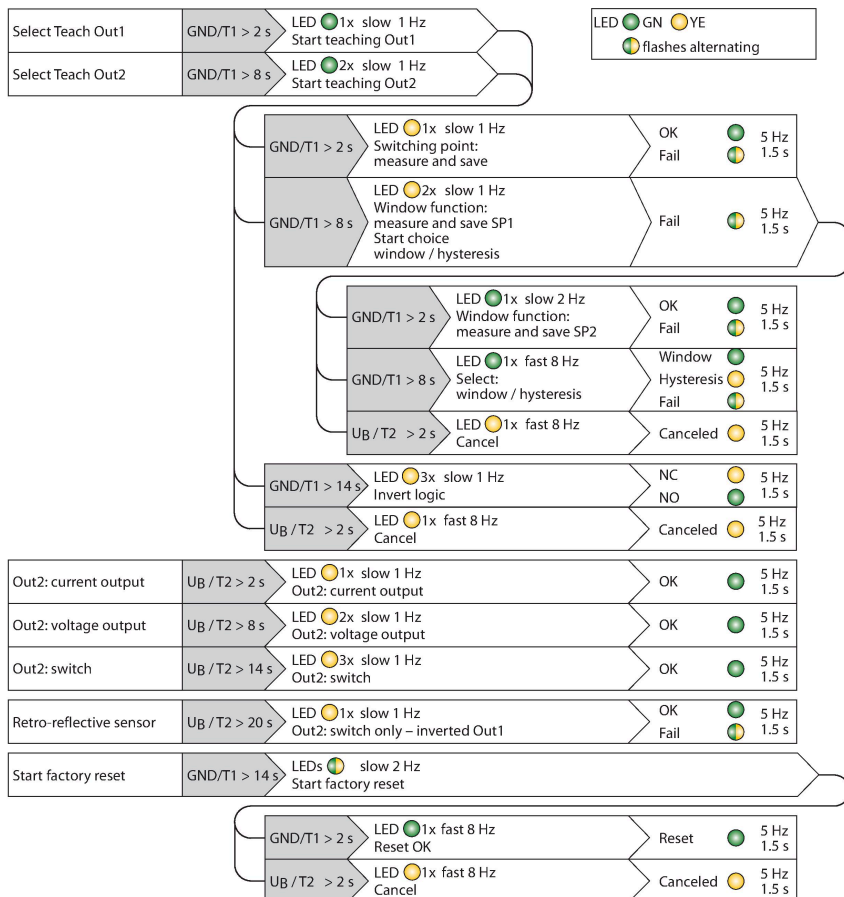 LED GN YE
flashes alternating
Select Teach Out1 GND/T1 > 2 s LED 1x slow 1 Hz
Start teaching Out1
Select Teach Out2 GND/T1 > 8 s LED 2x slow 1 Hz
Start teaching Out2
GND/T1 > 2 s LED 1x slow 1 Hz
Switching point:
measure and save
OK
Fail
5 Hz
1.5 s
GND/T1 > 8 s LED 2x slow 1 Hz
Window function:
measure and save SP1
Start choice
window / hysteresis
Fail
5 Hz
1.5 s
GND/T1 > 2 s LED 1x slow 2 Hz
Window function:
measure and save SP2
OK
Fail
5 Hz
1.5 s
GND/T1 > 8 s LED 1x fast 8 Hz
Select:
window / hysteresis
Window
Hysteresis
Fail
5 Hz
1.5 s
UB / T2 > 2 s LED 1x fast 8 Hz
Cancel
Canceled
5 Hz
1.5 s
GND/T1 > 14 s LED 3x slow 1 Hz
Invert logic
NC
NO
5 Hz
1.5 s
UB / T2 > 2 s LED 1x fast 8 Hz
Cancel
Canceled
5 Hz
1.5 s
Out2: current output UB / T2 > 2 s LED 1x slow 1 Hz
Out2: current output
OK
5 Hz
1.5 s
Out2: voltage output UB / T2 > 8 s LED 2x slow 1 Hz
Out2: voltage output
OK
5 Hz
1.5 s
Out2: switch UB / T2 > 14 s LED 3x slow 1 Hz
Out2: switch
OK
5 Hz
1.5 s
Retro-reflective sensor UB / T2 > 20 s LED 1x slow 1 Hz
Out2: switch only – inverted Out1
OK
Fail
5 Hz
1.5 s
Start factory reset GND/T1 > 14 s LEDs slow 2 Hz
Start factory reset
GND/T1 > 2 s LED 1x fast 8 Hz
Reset OK
Reset
5 Hz
1.5 s
UB / T2 > 2 s LED 1x fast 8 Hz
Cancel
Canceled
5 Hz
1.5 s